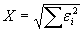 X = √∑ε_i^2